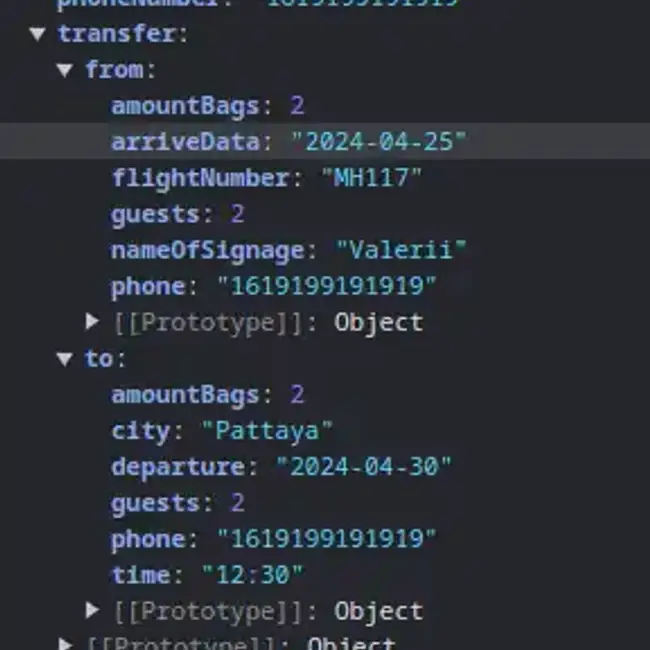 phoneNumber: "1619199191919"
▼ transfer:
▼ from:
amountBags: 2
arriveData: "2024-04-25"
flightNumber: "MH117"
guests: 2
nameOfSignage: "Valerii"
phone: "1619199191919"
▶ [[Prototype]]: Object
▼ to:
amountBags: 2
city: "Pattaya"
departure: "2024-04-30"
guests: 2
phone: "1619199191919"
time: "12:30"
▶ [[Prototype]]: Object
▶ [[Prototype]]: Object